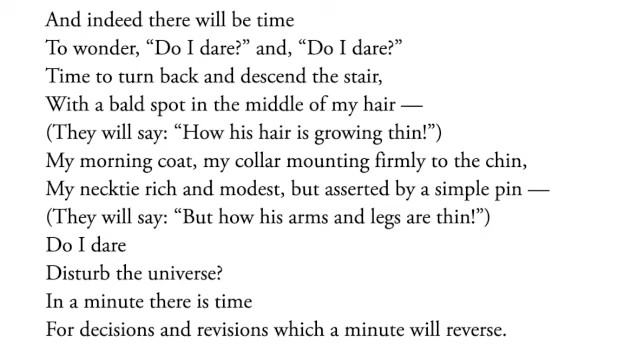 And indeed there will be time
To wonder, “Do I dare?” and, “Do I dare?”
Time to turn back and descend the stair,
With a bald spot in the middle of my hair —
(They will say: “How his hair is growing thin!”)
My morning coat, my collar mounting firmly to the chin,
My necktie rich and modest, but asserted by a simple pin —
(They will say: “But how his arms and legs are thin!”)
Do I dare
Disturb the universe?
In a minute there is time
For decisions and revisions which a minute will reverse.